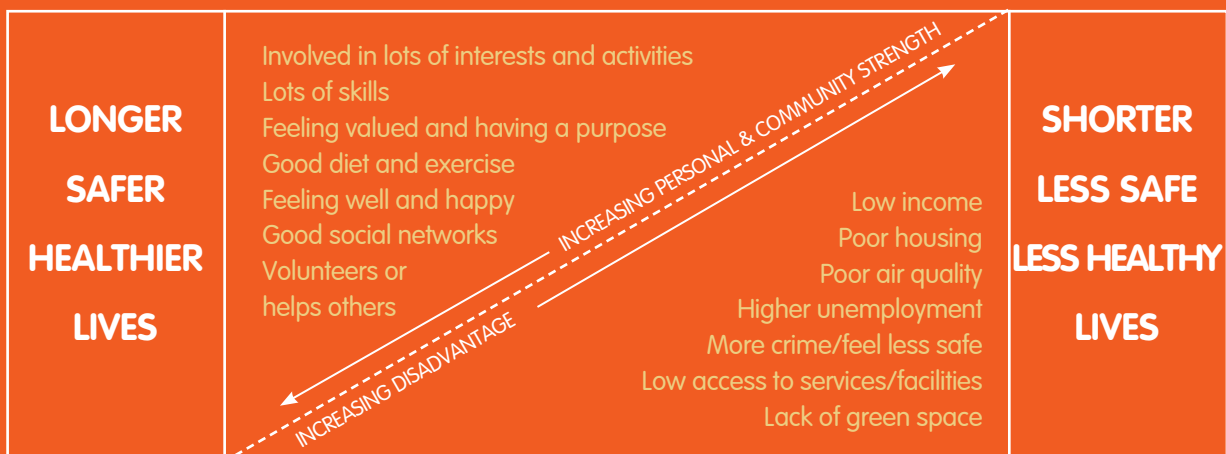 LONGER
SAFER
HEALTHIER
LIVES
Involved in lots of interests and activities
Lots of skills
Feeling valued and having a purpose
Good diet and exercise
Feeling well and happy
Good social networks
Volunteers or
helps others
INCREASING PERSONAL & COMMUNITY STRENGTH
INCREASING DISADVANTAGE
Low income
Poor housing
Poor air quality
Higher unemployment
More crime/feel less safe
Low access to services/facilities
Lack of green space
SHORTER
LESS SAFE
LESS HEALTHY
LIVES